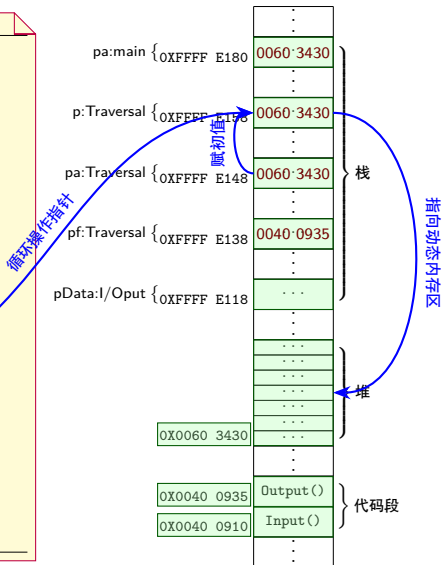 pa:main {0XFFFF E180 0060 3430
p:Traversal {0XFFFF E158 0060 3430
赋初值
pa:Traversal {0XFFFF E148 0060 3430
栈
循环操作指针
指向动态内存区
pf:Traversal {0XFFFF E138 0040 0935
pData:I/Oput {0XFFFF E118 ...
...
...
...
...
堆
...
...
0X0060 3430 ...
0X0040 0935 Output()
代码段
0X0040 0910 Input()